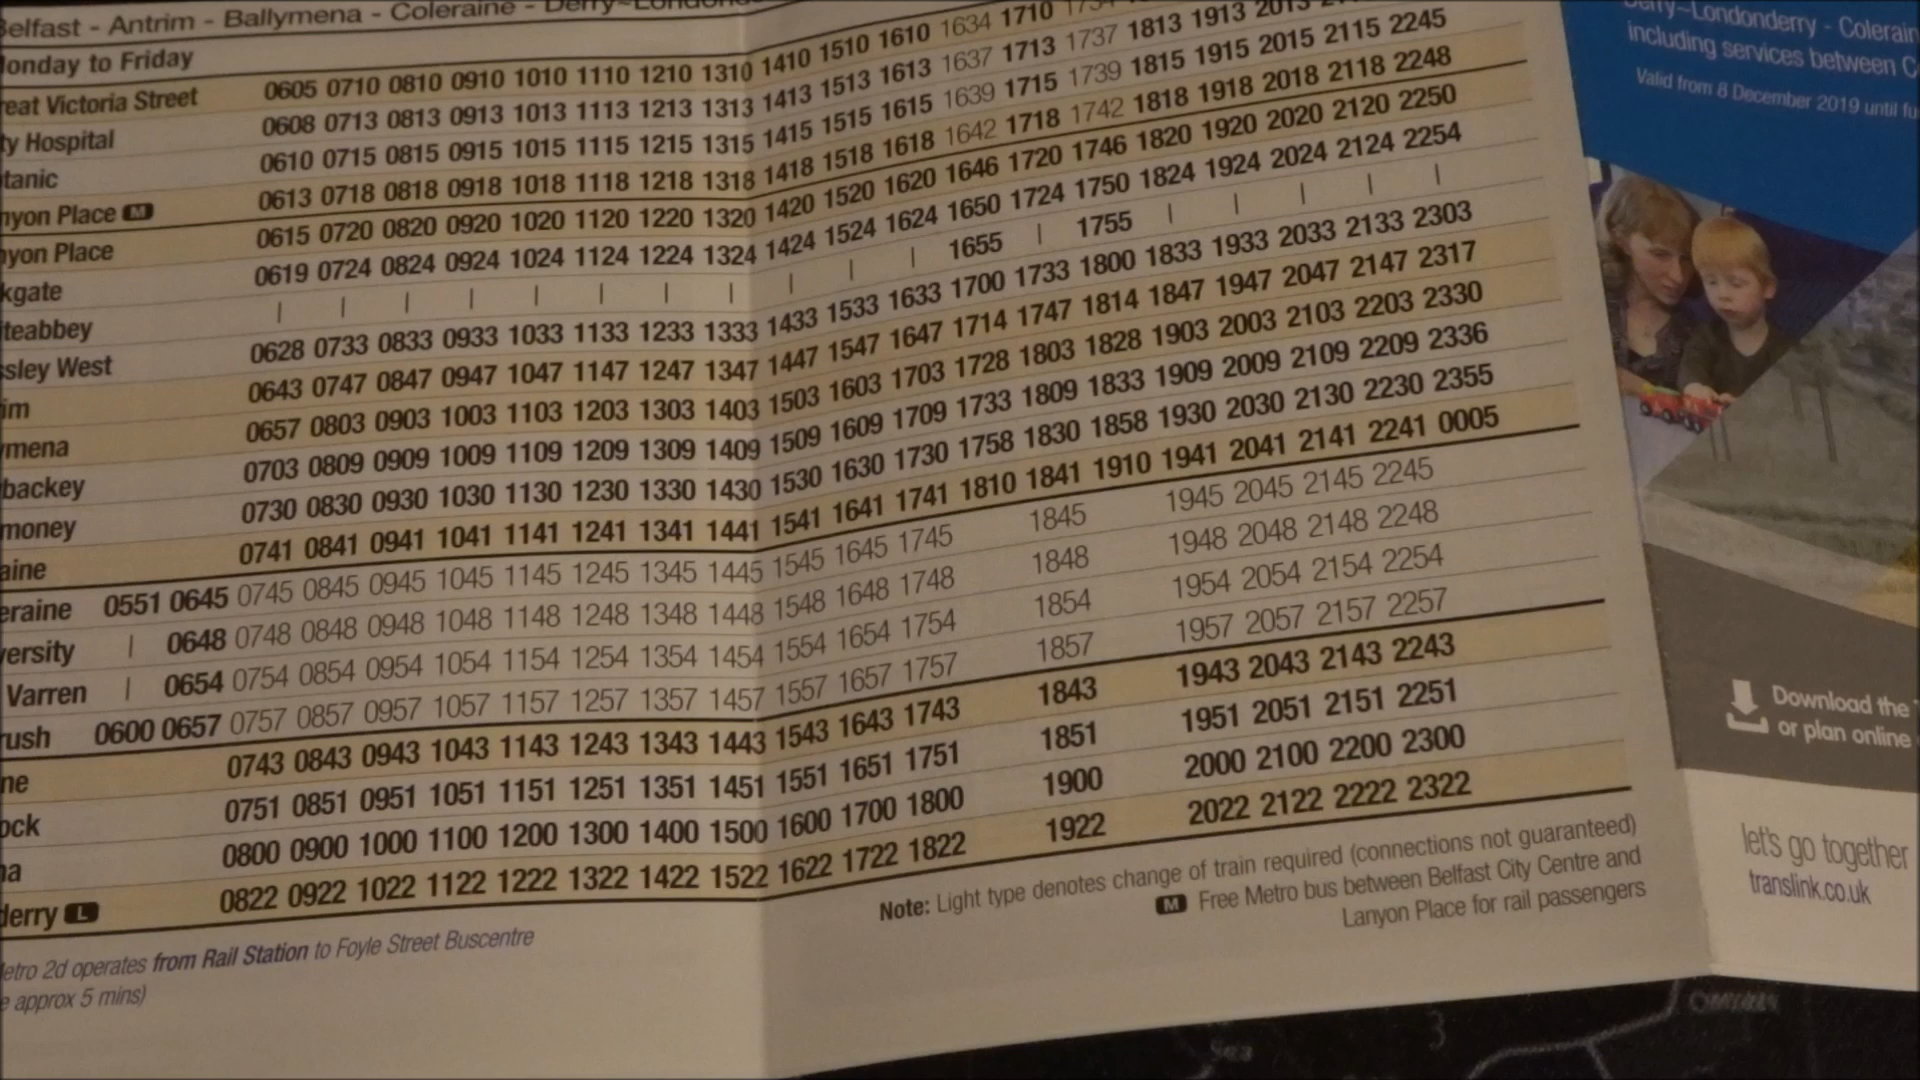 elfast - Antrim - Ballymena - Coleraine - Derry~Londond
onday to Friday
reat Victoria Street 0605 0710 0810 0910 1010 1110 1210 1310 1410 1510 1610 1634 1710
ty Hospital 0608 0713 0813 0913 1013 1113 1213 1313 1413 1513 1613 1637 1713 1737 1813 1913 2013
tanic 0610 0715 0815 0915 1015 1115 1215 1315 1415 1515 1615 1639 1715 1739 1815 1915 2015 2115 2245
nyon Place M 0613 0718 0818 0918 1018 1118 1218 1318 1418 1518 1618 1642 1718 1742 1818 1918 2018 2118 2248
yon Place 0615 0720 0820 0920 1020 1120 1220 1320 1420 1520 1620 1646 1720 1746 1820 1920 2020 2120 2250
kgate 0619 0724 0824 0924 1024 1124 1224 1324 1424 1524 1624 1650 1724 1750 1824 1924 2024 2124 2254
teabbey | | | | | | | | | | | 1655 | 1755 | | | | |
sley West 0628 0733 0833 0933 1033 1133 1233 1333 1433 1533 1633 1700 1733 1800 1833 1933 2033 2133 2303
im 0643 0747 0847 0947 1047 1147 1247 1347 1447 1547 1647 1714 1747 1814 1847 1947 2047 2147 2317
mena 0657 0803 0903 1003 1103 1203 1303 1403 1503 1603 1703 1728 1803 1828 1903 2003 2103 2203 2330
backey 0703 0809 0909 1009 1109 1209 1309 1409 1509 1609 1709 1733 1809 1833 1909 2009 2109 2209 2336
money 0730 0830 0930 1030 1130 1230 1330 1430 1530 1630 1730 1758 1830 1858 1930 2030 2130 2230 2355
aine 0741 0841 0941 1041 1141 1241 1341 1441 1541 1641 1741 1810 1841 1910 1941 2041 2141 2241 0005
eraine 0551 0645 0745 0845 0945 1045 1145 1245 1345 1445 1545 1645 1745 1845 1945 2045 2145 2245
versity | 0648 0748 0848 0948 1048 1148 1248 1348 1448 1548 1648 1748 1848 1948 2048 2148 2248
Varren | 0654 0754 0854 0954 1054 1154 1254 1354 1454 1554 1654 1754 1854 1954 2054 2154 2254
rush 0600 0657 0757 0857 0957 1057 1157 1257 1357 1457 1557 1657 1757 1857 1957 2057 2157 2257
ne 0743 0843 0943 1043 1143 1243 1343 1443 1543 1643 1743 1843 1943 2043 2143 2243
ock 0751 0851 0951 1051 1151 1251 1351 1451 1551 1651 1751 1851 1951 2051 2151 2251
na 0800 0900 1000 1100 1200 1300 1400 1500 1600 1700 1800 1900 2000 2100 2200 2300
derry L 0822 0922 1022 1122 1222 1322 1422 1522 1622 1722 1822 1922 2022 2122 2222 2322
Note: Light type denotes change of train required (connections not guaranteed)
M Free Metro bus between Belfast City Centre and
Lanyon Place for rail passengers
etro 2d operates from Rail Station to Foyle Street Buscentre
e approx 5 mins)
Derry~Londonderry - Colerain
including services between C
Valid from 8 December 2019 until fu
Download the
or plan online
let's go together
translink.co.uk